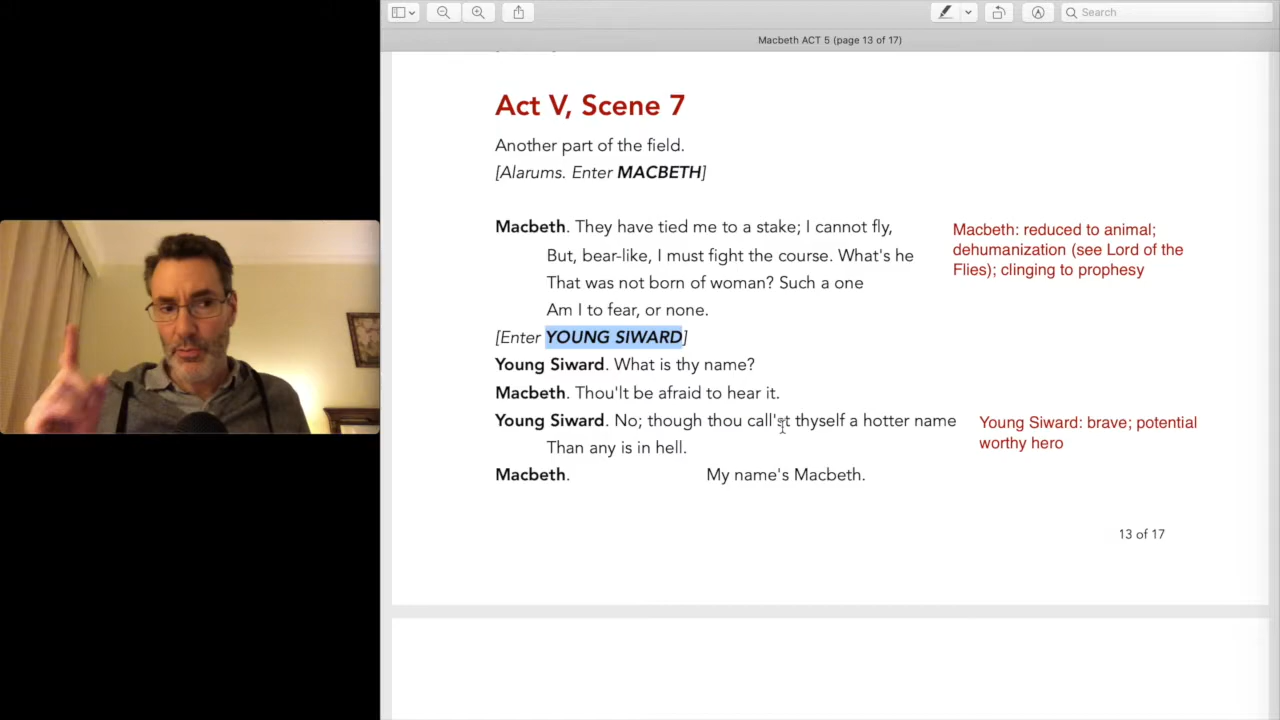 Search
Macbeth ACT 5 (page 13 of 17)
Act V, Scene 7
Another part of the field.
[Alarums. Enter MACBETH]
Macbeth. They have tied me to a stake; I cannot fly,
But, bear-like, I must fight the course. What's he
That was not born of woman? Such a one
Am I to fear, or none.
Macbeth: reduced to animal;
dehumanization (see Lord of the
Flies); clinging to prophesy
[Enter YOUNG SIWARD]
Young Siward. What is thy name?
Macbeth. Thou'lt be afraid to hear it.
Young Siward. No; though thou call'st thyself a hotter name
Than any is in hell.
Young Siward: brave; potential
worthy hero
Macbeth. My name's Macbeth.
13 of 17